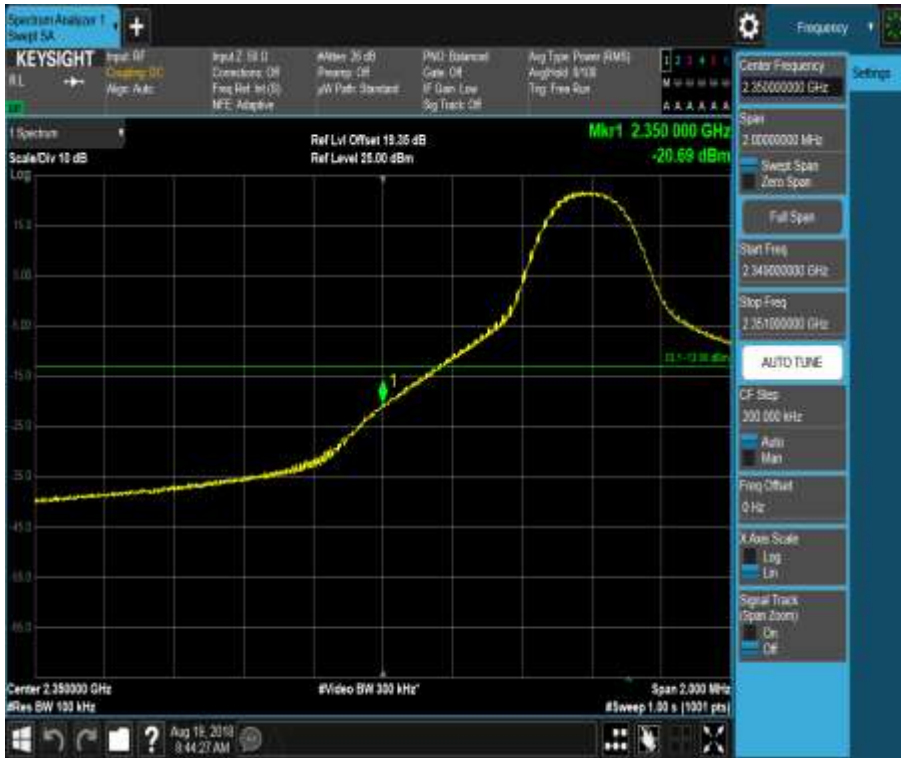 Spectrum Analyzer 1
Swept SA
+
Frequency
KEYSIGHT
R L
Input: RF
Coupling: DC
Align: Auto
Input Z: 50 Ω
Corrections: Off
Freq Ref: Int (S)
NFE: Adaptive
#Atten: 26 dB
Preamp: Off
µW Path: Standard
PNO: Balanced
Gate: Off
IF Gain: Low
Sig Track: Off
Avg Type: Power (RMS)
Trig: Free Run
A A A A A A
Settings
1 Spectrum
Scale/Div 10 dB
Log
Ref Lvl Offset 19.35 dB
Ref Level 25.00 dBm
Mkr1 2.350 000 GHz
-20.69 dBm
15.0
5.00
-5.00
-15.0
-25.0
-35.0
-45.0
-55.0
-65.0
DL1 -13.00 dBm
1
Center 2.350000 GHz
#Res BW 100 kHz
#Video BW 300 kHz*
Span 2.000 MHz
#Sweep 1.00 s (1001 pts)
Center Frequency
2.350000000 GHz
Span
2.00000000 MHz
Swept Span
Zero Span
Full Span
Start Freq
2.349000000 GHz
Stop Freq
2.351000000 GHz
AUTO TUNE
CF Step
200.000 kHz
Auto
Man
Freq Offset
0 Hz
X Axis Scale
Log
Lin
Signal Track
(Span Zoom)
On
Off
?
Aug 19, 2018
8:44:27 AM